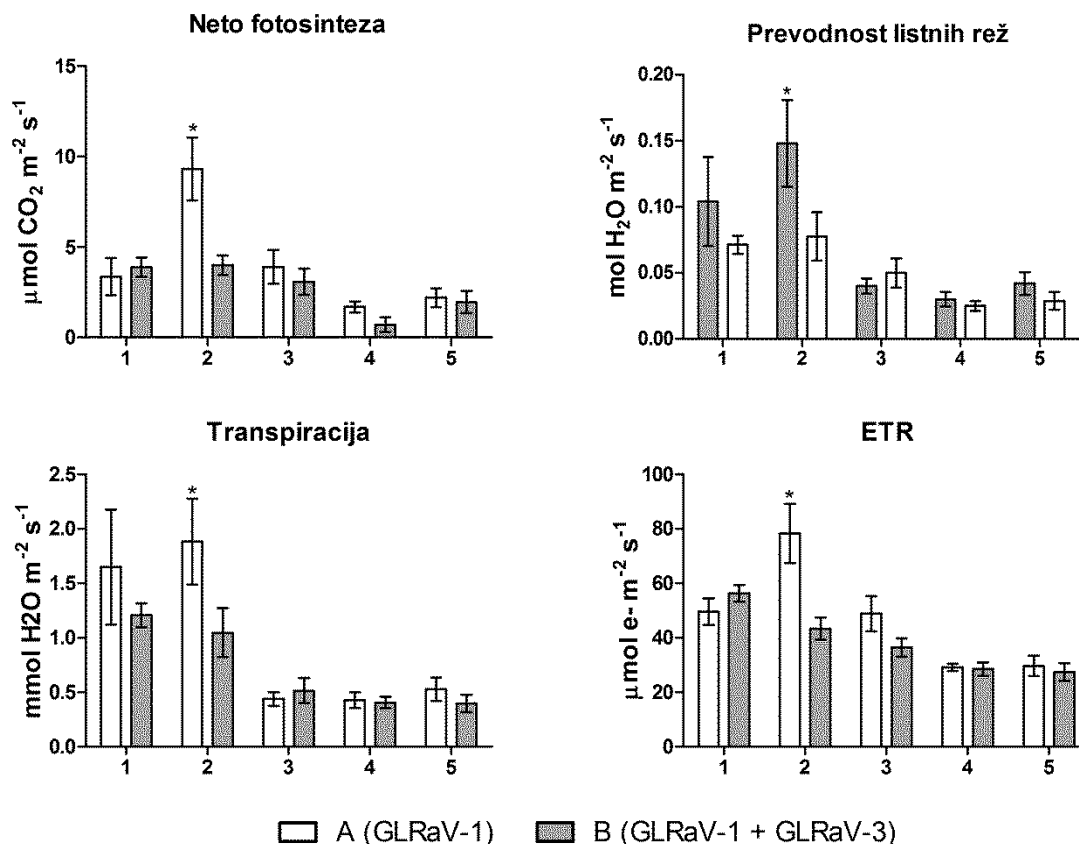 Neto fotosinteza
μmol CO₂ m⁻² s⁻¹
15
10
5
0
*
1 2 3 4 5
Prevodnost listnih rež
mol H₂O m⁻² s⁻¹
0.20
0.15
0.10
0.05
0.00
*
1 2 3 4 5
Transpiracija
mmol H2O m⁻² s⁻¹
2.5
2.0
1.5
1.0
0.5
0.0
*
1 2 3 4 5
ETR
μmol e- m⁻² s⁻¹
100
80
60
40
20
0
*
1 2 3 4 5
A (GLRaV-1) B (GLRaV-1 + GLRaV-3)